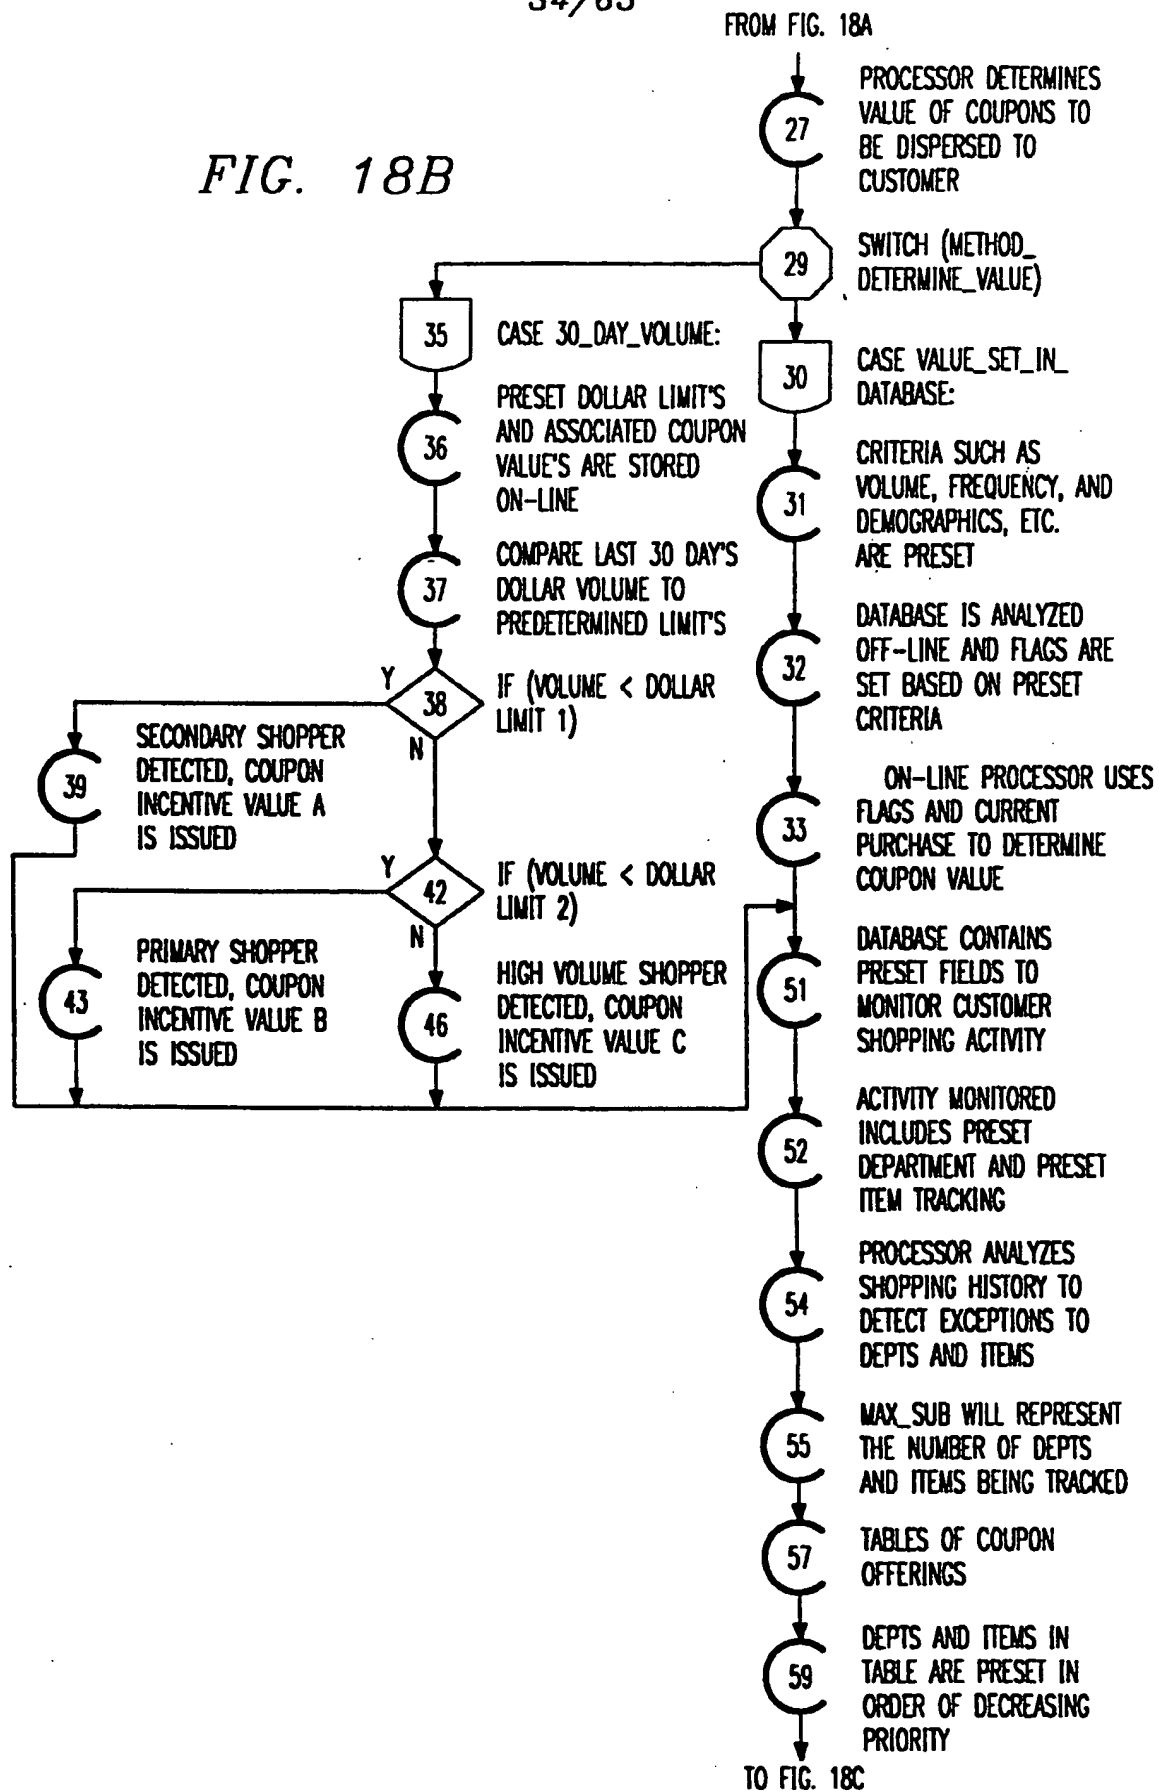 34/65
FROM FIG. 18A
FIG. 18B
27
PROCESSOR DETERMINES
VALUE OF COUPONS TO
BE DISPERSED TO
CUSTOMER
29
SWITCH (METHOD_
DETERMINE_VALUE)
35
CASE 30_DAY_VOLUME:
36
PRESET DOLLAR LIMIT'S
AND ASSOCIATED COUPON
VALUE'S ARE STORED
ON-LINE
37
COMPARE LAST 30 DAY'S
DOLLAR VOLUME TO
PREDETERMINED LIMIT'S
38
Y
N
IF (VOLUME < DOLLAR
LIMIT 1)
39
SECONDARY SHOPPER
DETECTED, COUPON
INCENTIVE VALUE A
IS ISSUED
42
Y
N
IF (VOLUME < DOLLAR
LIMIT 2)
43
PRIMARY SHOPPER
DETECTED, COUPON
INCENTIVE VALUE B
IS ISSUED
46
HIGH VOLUME SHOPPER
DETECTED, COUPON
INCENTIVE VALUE C
IS ISSUED
30
CASE VALUE_SET_IN_
DATABASE:
31
CRITERIA SUCH AS
VOLUME, FREQUENCY, AND
DEMOGRAPHICS, ETC.
ARE PRESET
32
DATABASE IS ANALYZED
OFF-LINE AND FLAGS ARE
SET BASED ON PRESET
CRITERIA
33
ON-LINE PROCESSOR USES
FLAGS AND CURRENT
PURCHASE TO DETERMINE
COUPON VALUE
51
DATABASE CONTAINS
PRESET FIELDS TO
MONITOR CUSTOMER
SHOPPING ACTIVITY
52
ACTIVITY MONITORED
INCLUDES PRESET
DEPARTMENT AND PRESET
ITEM TRACKING
54
PROCESSOR ANALYZES
SHOPPING HISTORY TO
DETECT EXCEPTIONS TO
DEPTS AND ITEMS
55
MAX_SUB WILL REPRESENT
THE NUMBER OF DEPTS
AND ITEMS BEING TRACKED
57
TABLES OF COUPON
OFFERINGS
59
DEPTS AND ITEMS IN
TABLE ARE PRESET IN
ORDER OF DECREASING
PRIORITY
TO FIG. 18C